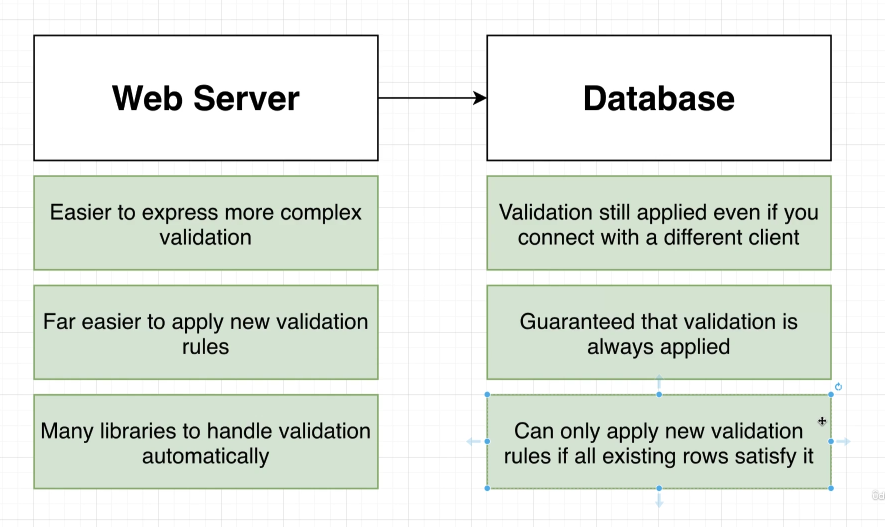 Web Server
Database
Easier to express more complex
validation
Validation still applied even if you
connect with a different client
Far easier to apply new validation
rules
Guaranteed that validation is
always applied
Many libraries to handle validation
automatically
Can only apply new validation
rules if all existing rows satisfy it